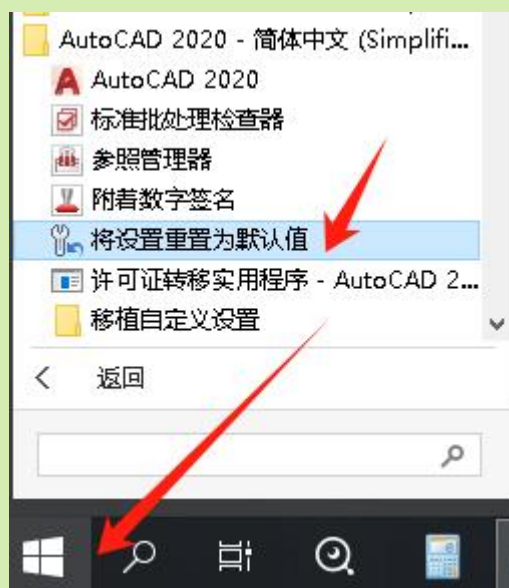 AutoCAD 2020 - 简体中文 (Simplifi...
AutoCAD 2020
标准批处理检查器
参照管理器
附着数字签名
将设置重置为默认值
许可证转移实用程序 - AutoCAD 2...
移植自定义设置
返回